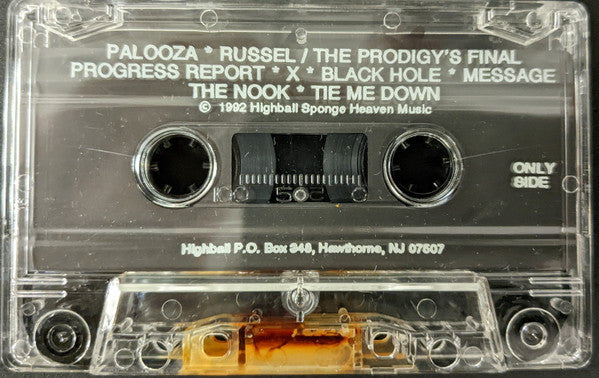 PALOOZA * RUSSEL / THE PRODIGY'S FINAL
PROGRESS REPORT * X * BLACK HOLE * MESSAGE
THE NOOK * TIE ME DOWN
© 1992 Highball Sponge Heaven Music
ONLY
SIDE
Highball P.O. Box 348, Hawthorne, NJ 07507